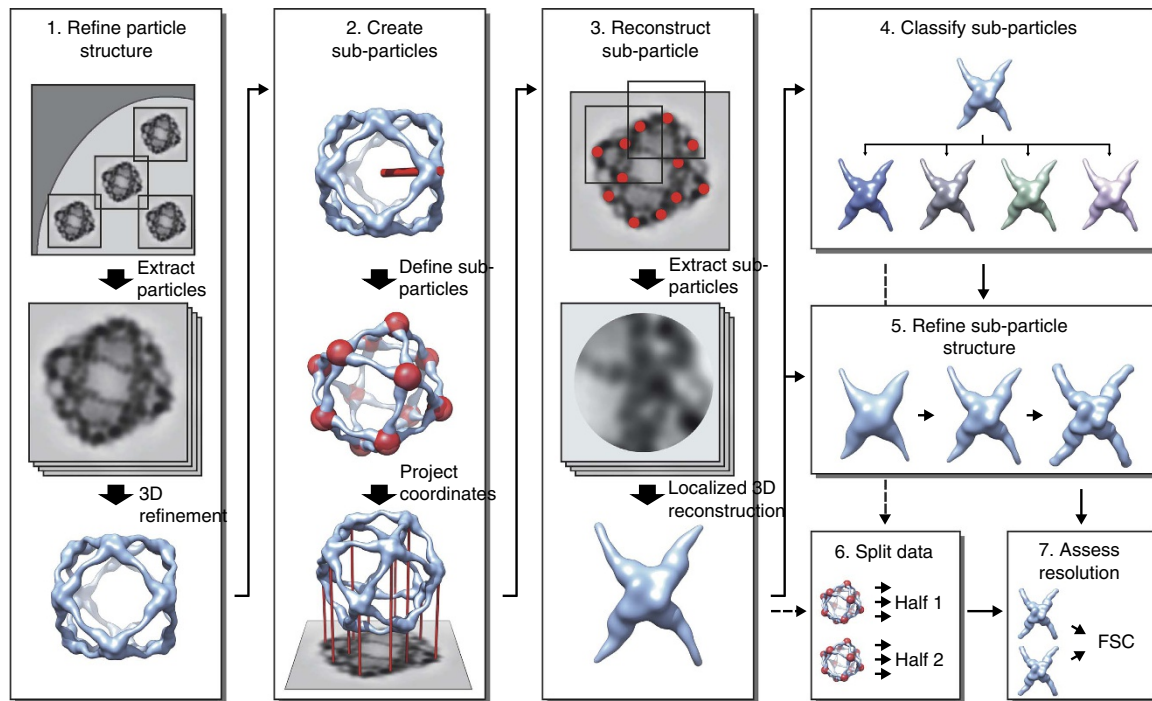 1. Refine particle
structure
Extract
particles
3D
refinement
2. Create
sub-particles
Define sub-
particles
Project
coordinates
3. Reconstruct
sub-particle
Extract sub-
particles
Localized 3D
reconstruction
4. Classify sub-particles
5. Refine sub-particle
structure
6. Split data
Half 1
Half 2
7. Assess
resolution
FSC